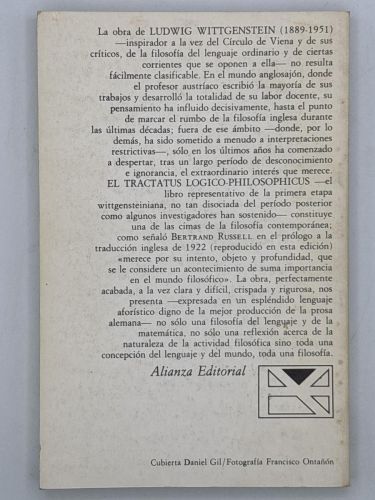 La obra de LUDWIG WITTGENSTEIN (1889-1951)
—inspirador a la vez del Círculo de Viena y de sus
críticos, de la filosofía del lenguaje ordinario y de ciertas
corrientes que se oponen a ella— no resulta
fácilmente clasificable. En el mundo anglosajón, donde
el profesor austríaco escribió la mayoría de sus
trabajos y desarrolló la totalidad de su labor docente, su
pensamiento ha influido decisivamente, hasta el punto
de marcar el rumbo de la filosofía inglesa durante
las últimas décadas; fuera de ese ámbito —donde, por lo
demás, ha sido sometido a menudo a interpretaciones
restrictivas—, sólo en los últimos años ha comenzado
a despertar, tras un largo período de desconocimiento
e ignorancia, el extraordinario interés que merece.
EL TRACTATUS LOGICO-PHILOSOPHICUS —el
libro representativo de la primera etapa
wittgensteiniana, no tan disociada del período posterior
como algunos investigadores han sostenido— constituye
una de las cimas de la filosofía contemporánea;
como señaló BERTRAND RUSSELL en el prólogo a la
traducción inglesa de 1922 (reproducido en esta edición)
«merece por su intento, objeto y profundidad, que
se le considere un acontecimiento de suma importancia
en el mundo filosófico». La obra, perfectamente
acabada, a la vez clara y difícil, crispada y rigurosa, nos
presenta —expresada en un espléndido lenguaje
aforístico digno de la mejor producción de la prosa
alemana— no sólo una filosofía del lenguaje y de la
matemática, no sólo una reflexión acerca de la
naturaleza de la actividad filosófica sino toda una
concepción del lenguaje y del mundo, toda una filosofía.
Alianza Editorial
Cubierta Daniel Gil/Fotografía Francisco Ontañón